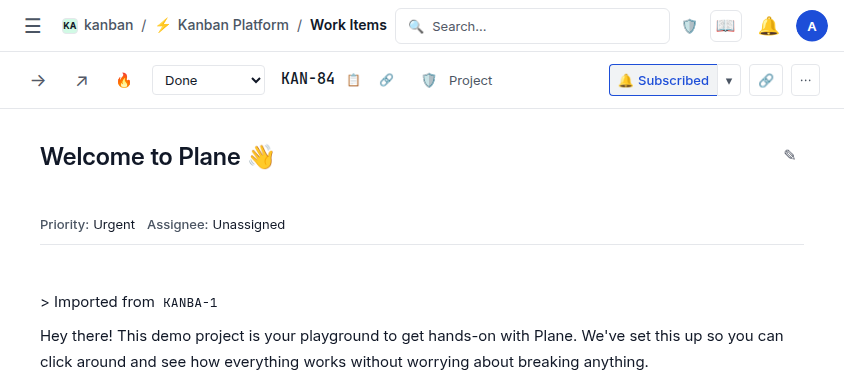 KA kanban / ⚡ Kanban Platform / Work Items
Search...
A
Done
KAN-84
Project
Subscribed
Welcome to Plane 👋
Priority: Urgent Assignee: Unassigned
> Imported from KANBA-1
Hey there! This demo project is your playground to get hands-on with Plane. We've set this up so you can
click around and see how everything works without worrying about breaking anything.